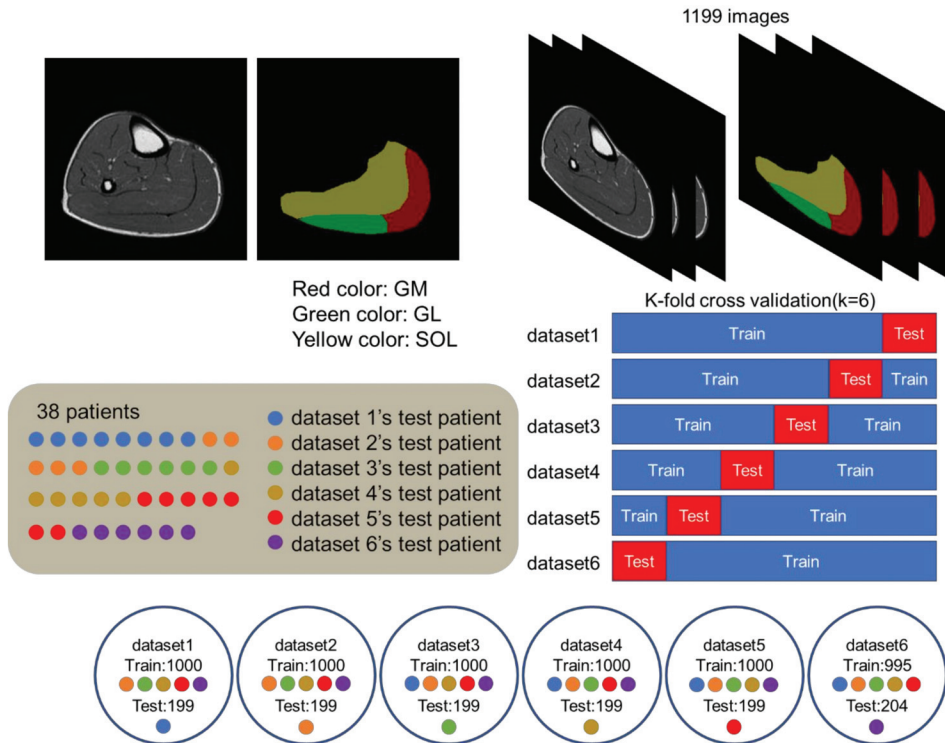 1199 images
Red color: GM
Green color: GL
Yellow color: SOL
K-fold cross validation(k=6)
dataset1
Train
Test
dataset2
Train
Test
Train
dataset3
Train
Test
Train
dataset4
Train
Test
Train
dataset5
Train
Test
Train
dataset6
Test
Train
38 patients
dataset 1's test patient
dataset 2's test patient
dataset 3's test patient
dataset 4's test patient
dataset 5's test patient
dataset 6's test patient
dataset1
Train:1000
Test:199
dataset2
Train:1000
Test:199
dataset3
Train:1000
Test:199
dataset4
Train:1000
Test:199
dataset5
Train:1000
Test:199
dataset6
Train:995
Test:204